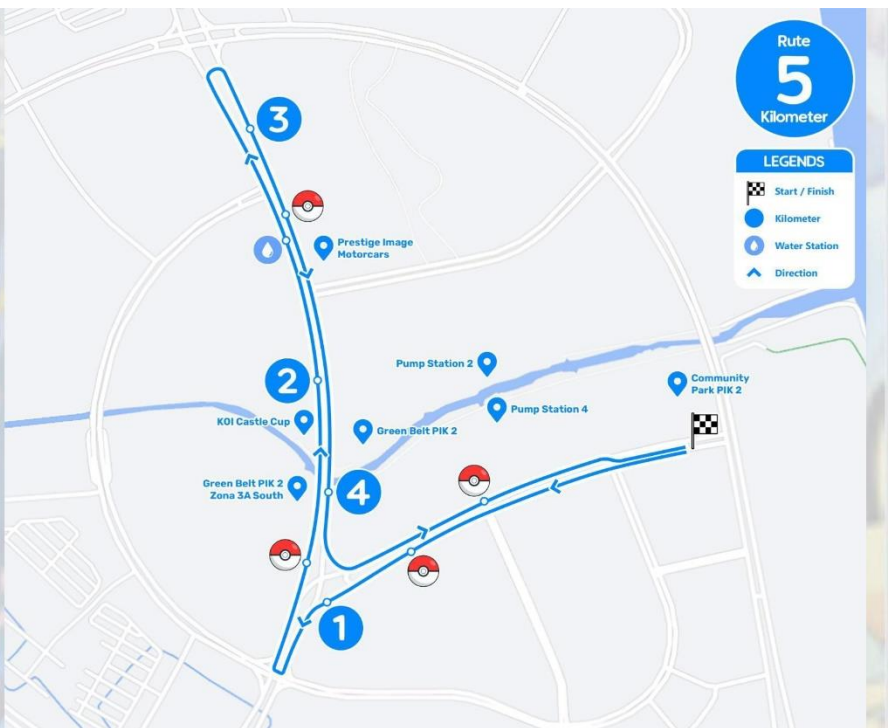 Rute
5
Kilometer
LEGENDS
Start / Finish
Kilometer
Water Station
Direction
3
Prestige Image
Motorcars
2
Pump Station 2
Community
Park PIK 2
Pump Station 4
KOI Castle Cup
Green Belt PIK 2
Green Belt PIK 2
Zona 3A South
4
1